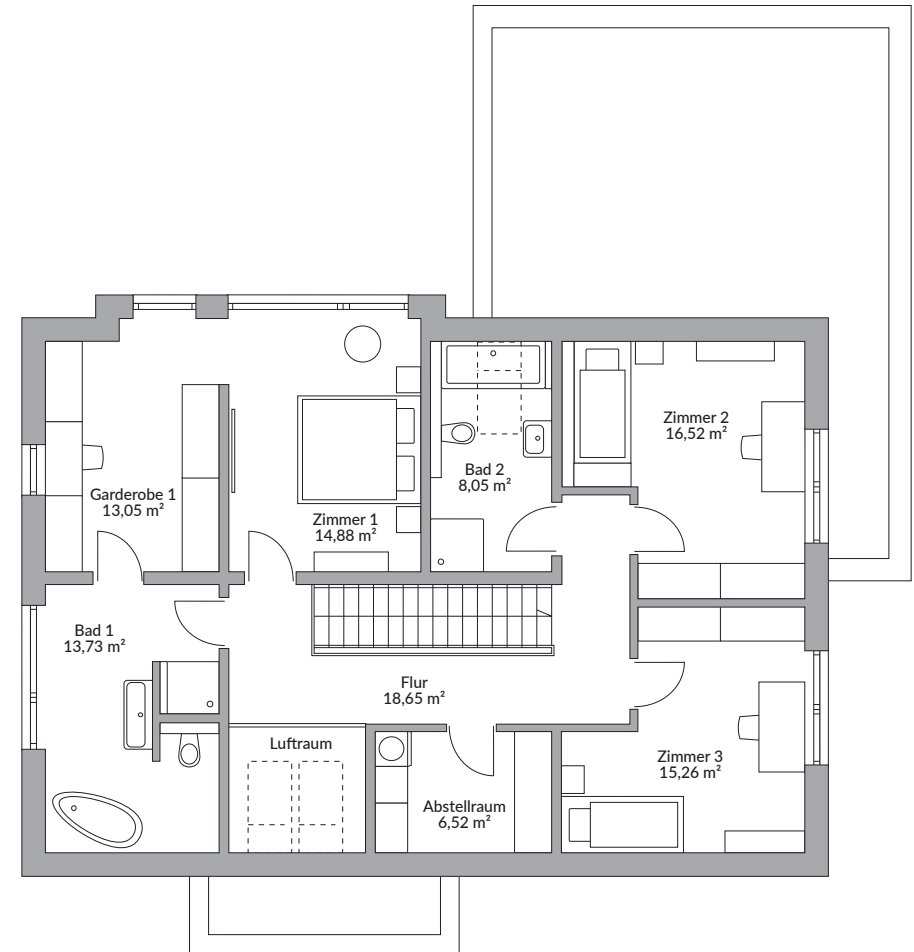 Zimmer 2
16,52 m²
Bad 2
8,05 m²
Garderobe 1
13,05 m²
Zimmer 1
14,88 m²
Bad 1
13,73 m²
Flur
18,65 m²
Luftraum
Zimmer 3
15,26 m²
Abstellraum
6,52 m²